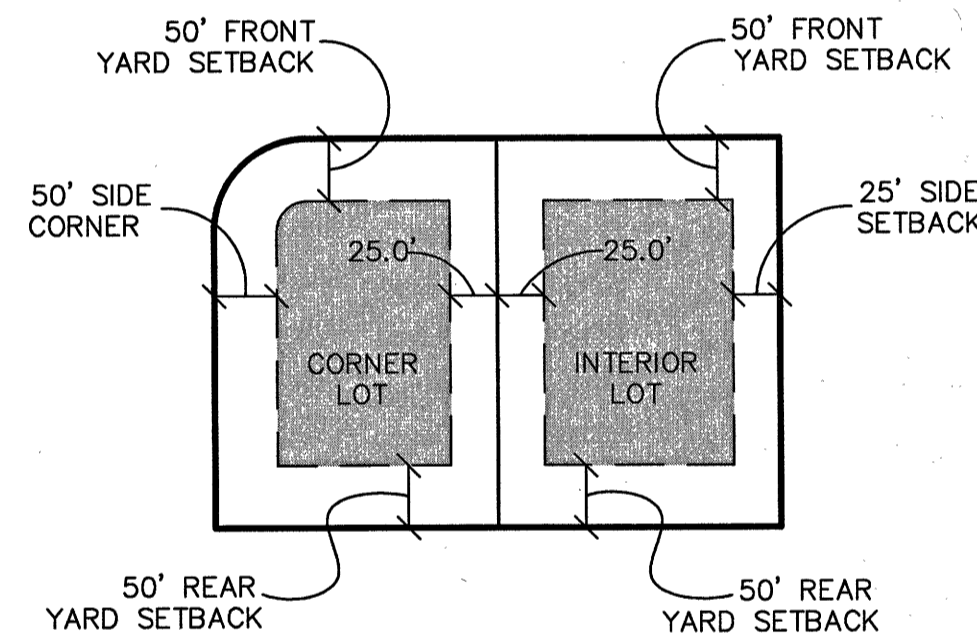 50' FRONT
YARD SETBACK
50' FRONT
YARD SETBACK
50' SIDE
CORNER
25' SIDE
SETBACK
25.0'
25.0'
CORNER
LOT
INTERIOR
LOT
50' REAR
YARD SETBACK
50' REAR
YARD SETBACK